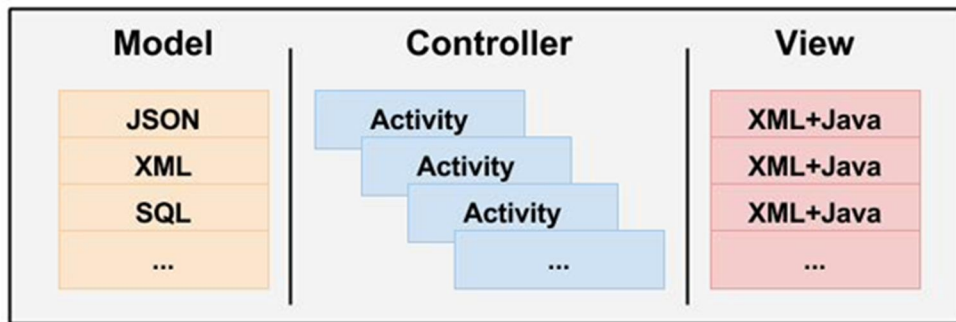 Model
Controller
View
JSON
XML
SQL
...
Activity
Activity
Activity
...
XML+Java
XML+Java
XML+Java
...